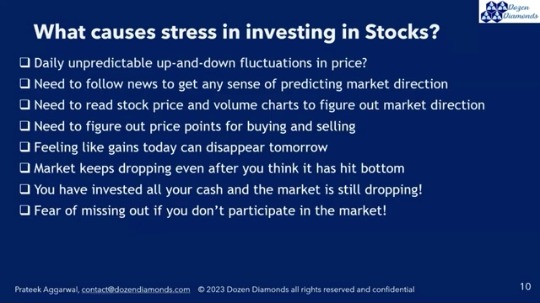 Dozen
Diamonds
What causes stress in investing in Stocks?
❑ Daily unpredictable up-and-down fluctuations in price?
❑ Need to follow news to get any sense of predicting market direction
❑ Need to read stock price and volume charts to figure out market direction
❑ Need to figure out price points for buying and selling
❑ Feeling like gains today can disappear tomorrow
❑ Market keeps dropping even after you think it has hit bottom
❑ You have invested all your cash and the market is still dropping!
❑ Fear of missing out if you don’t participate in the market!
Prateek Aggarwal, contact@dozendiamonds.com © 2023 Dozen Diamonds all rights reserved and confidential 10